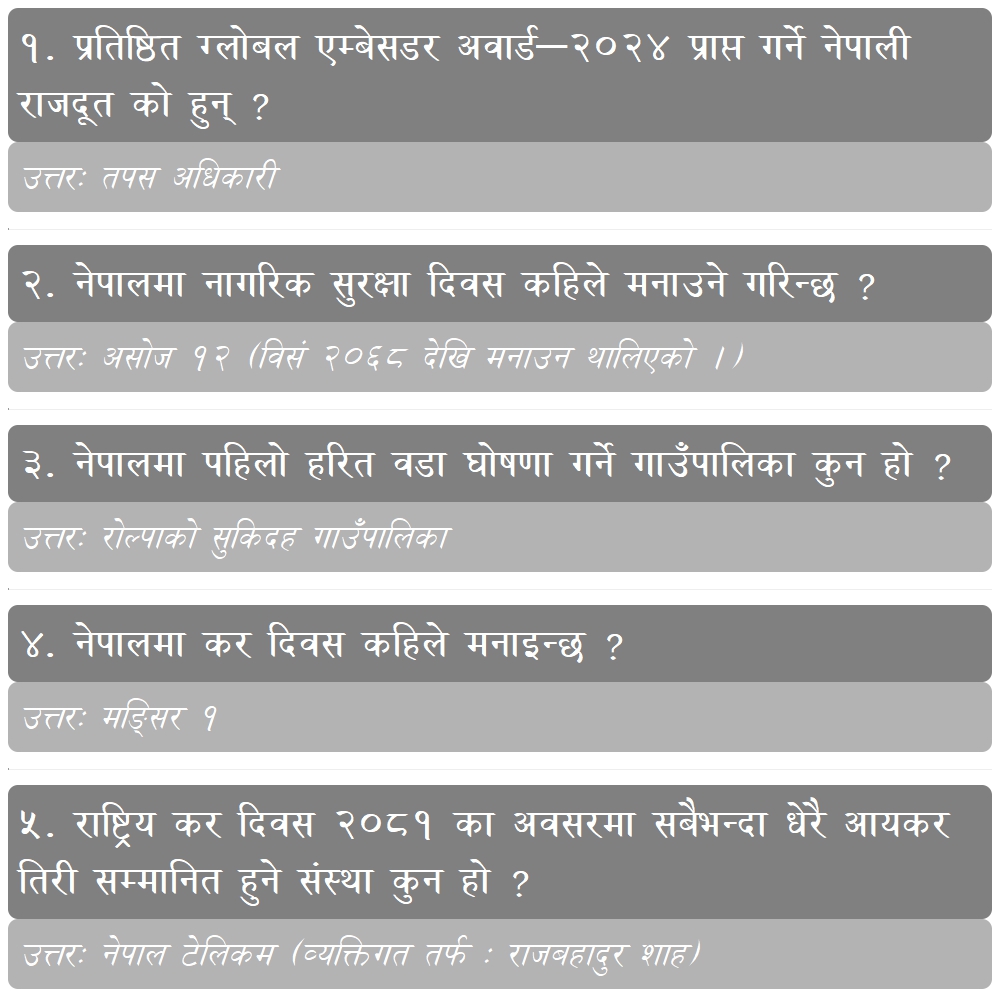 १. प्रतिष्ठित ग्लोबल एम्बेसडर अवार्ड—२०२४ प्राप्त गर्ने नेपाली
राजदूत को हुन् ?
उत्तरः तपस अधिकारी
२. नेपालमा नागरिक सुरक्षा दिवस कहिले मनाउने गरिन्छ ?
उत्तरः असोज १२ (विसं २०६८ देखि मनाउन थालिएको ।)
३. नेपालमा पहिलो हरित वडा घोषणा गर्ने गाउँपालिका कुन हो ?
उत्तरः रोल्पाको सुकिदह गाउँपालिका
४. नेपालमा कर दिवस कहिले मनाइन्छ ?
उत्तरः मङ्सिर १
५. राष्ट्रिय कर दिवस २०८१ का अवसरमा सबैभन्दा धेरै आयकर
तिरी सम्मानित हुने संस्था कुन हो ?
उत्तरः नेपाल टेलिकम (व्यक्तिगत तर्फ : राजबहादुर शाह)